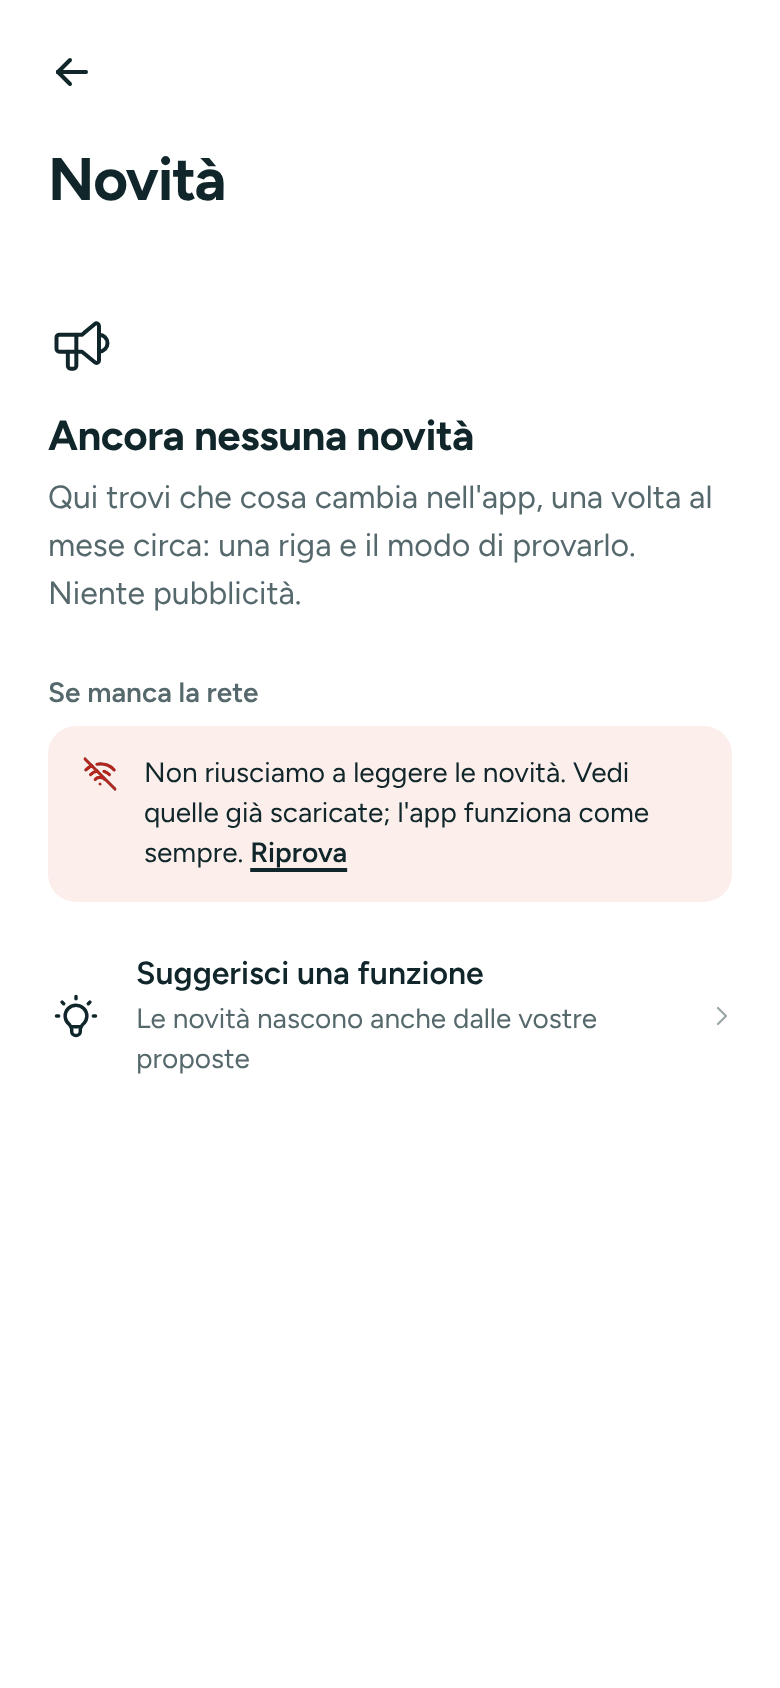 Novità
Ancora nessuna novità
Qui trovi che cosa cambia nell'app, una volta al
mese circa: una riga e il modo di provarlo.
Niente pubblicità.
Se manca la rete
Non riusciamo a leggere le novità. Vedi
quelle già scaricate; l'app funziona come
sempre. Riprova
Suggerisci una funzione
Le novità nascono anche dalle vostre
proposte